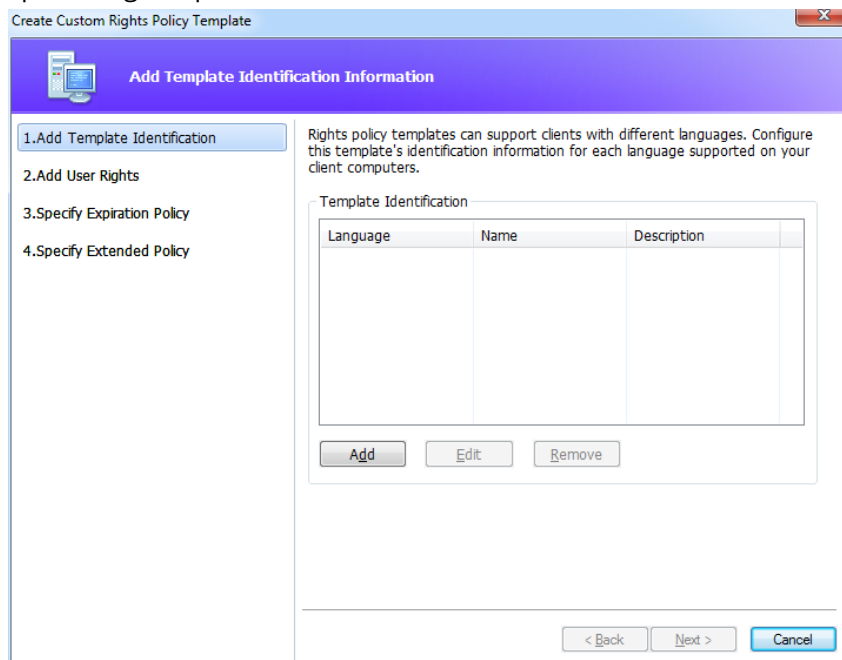 Create Custom Rights Policy Template
Add Template Identification Information
1.Add Template Identification
2.Add User Rights
3.Specify Expiration Policy
4.Specify Extended Policy
Rights policy templates can support clients with different languages. Configure
this template's identification information for each language supported on your
client computers.
Template Identification
Language Name Description
Add Edit Remove
< Back Next > Cancel